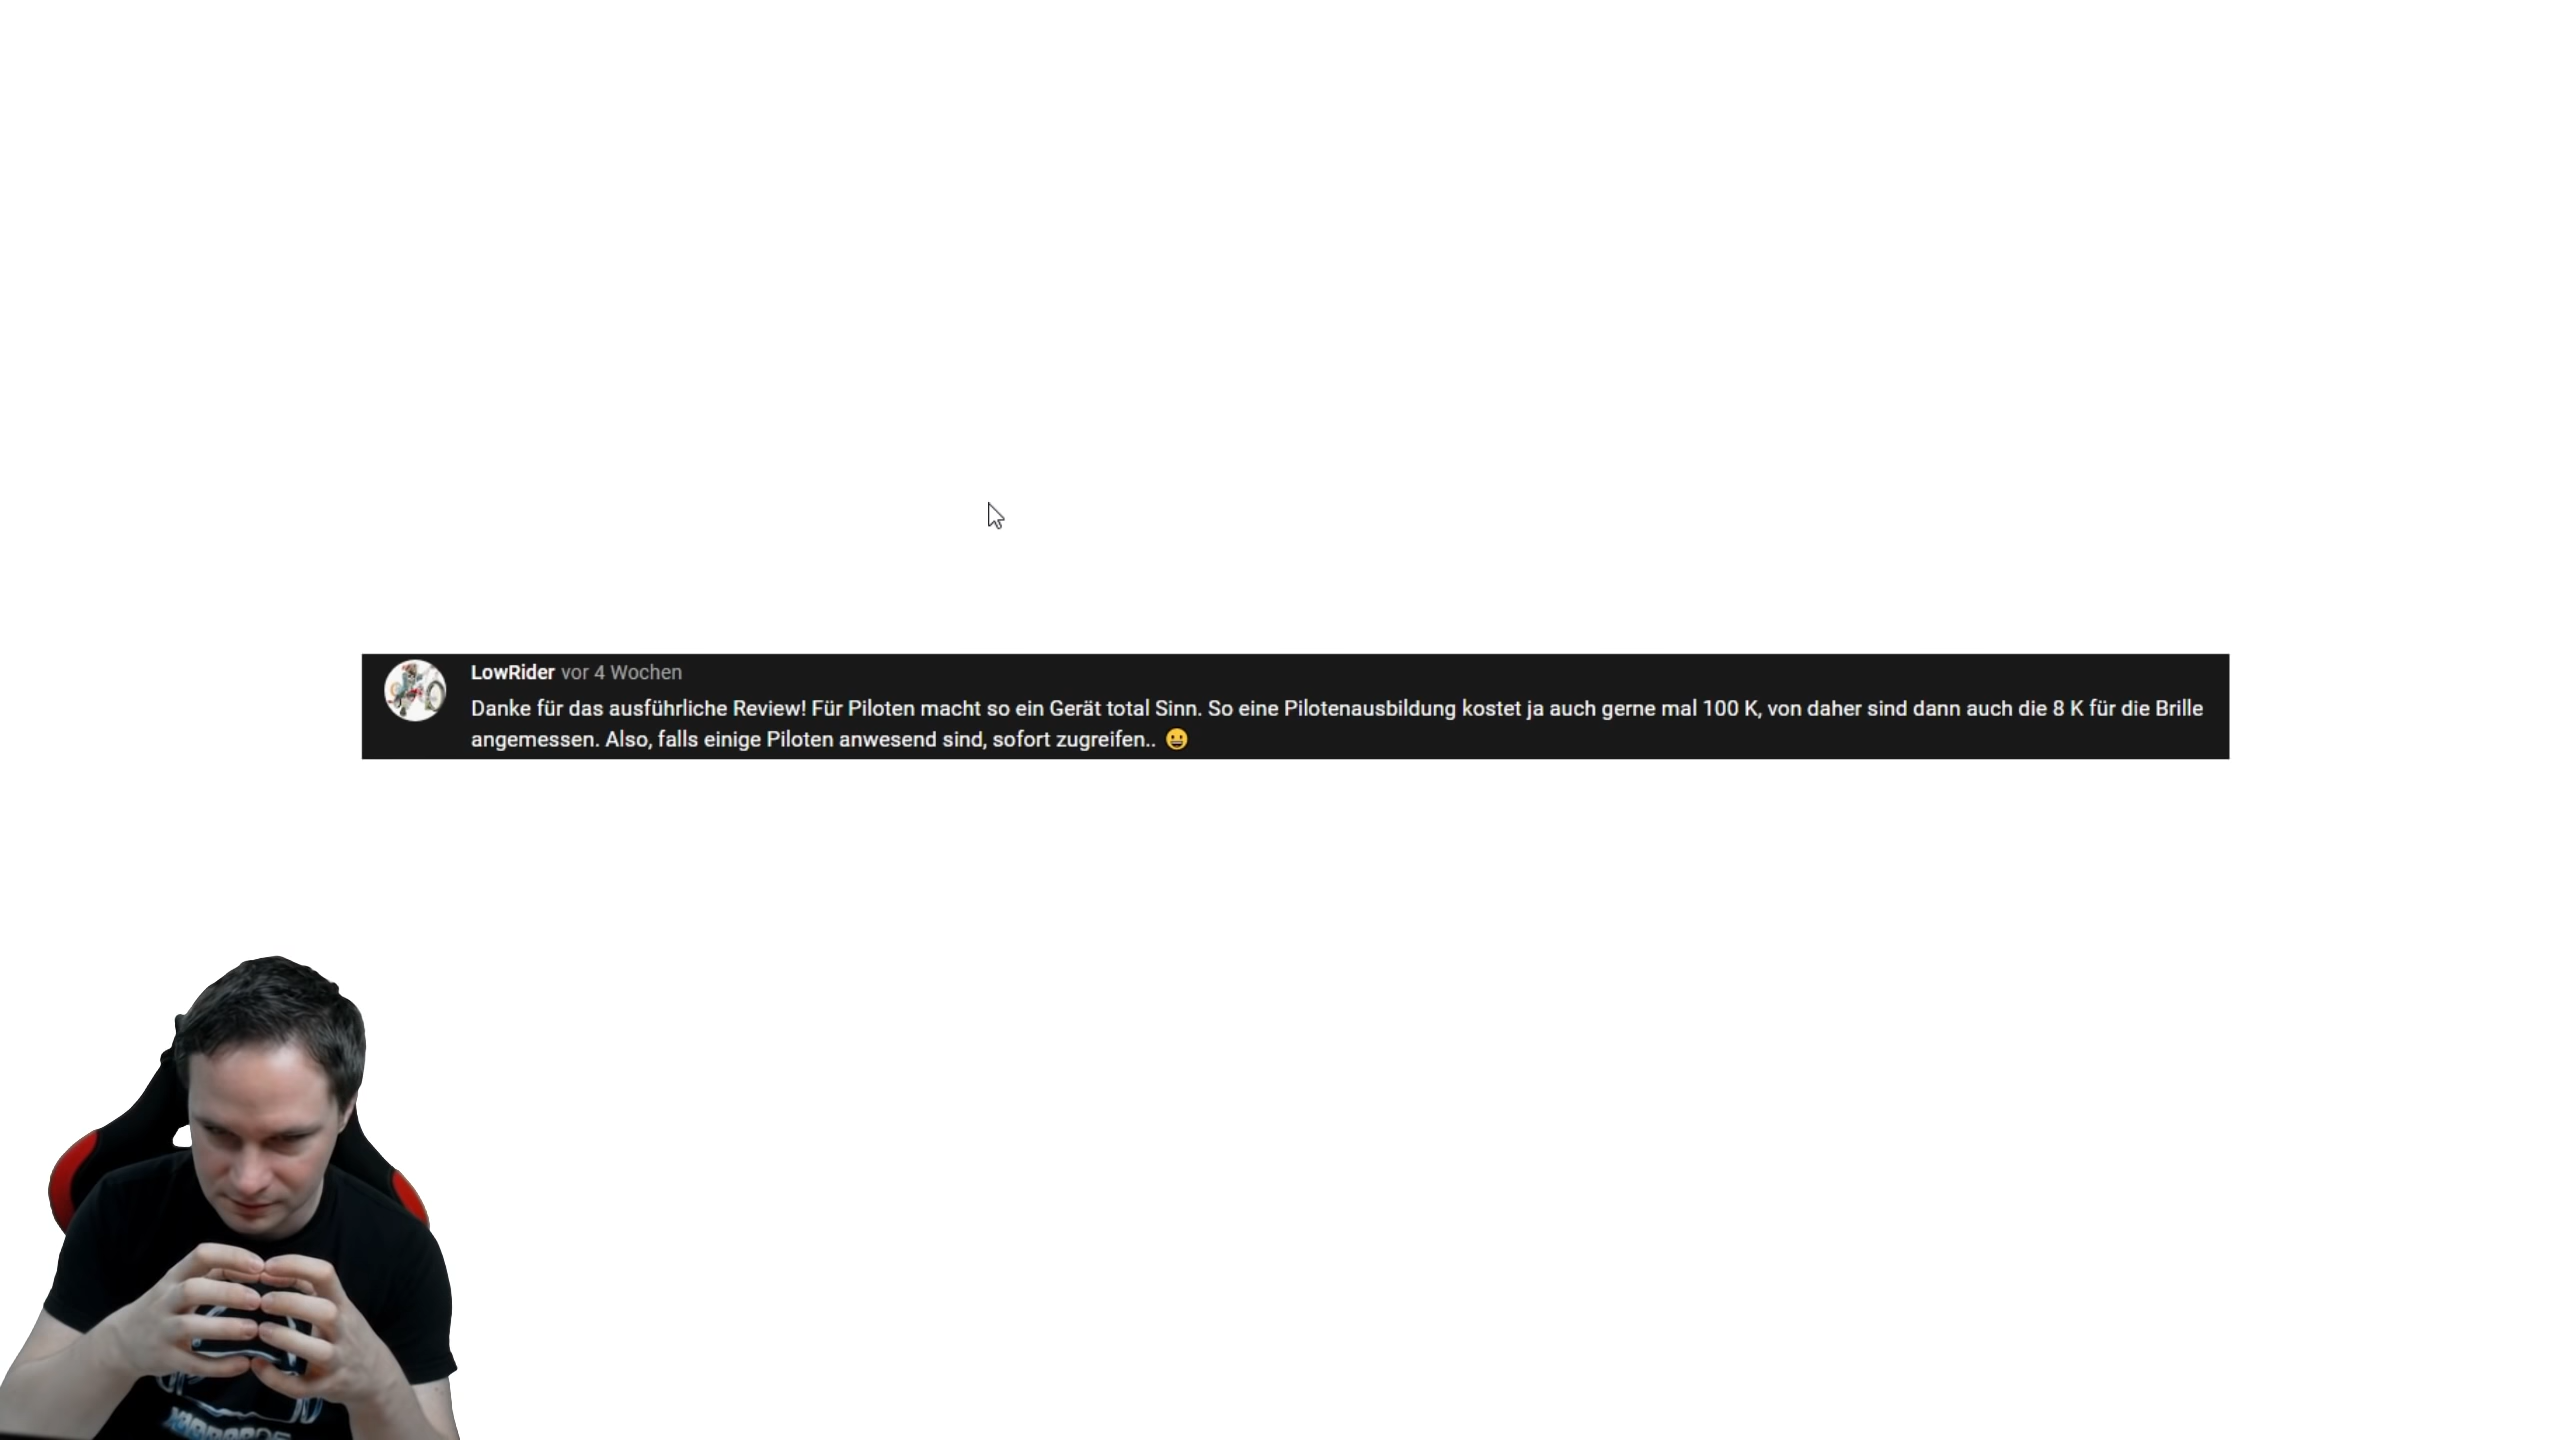 LowRider vor 4 Wochen
Danke für das ausführliche Review! Für Piloten macht so ein Gerät total Sinn. So eine Pilotenausbildung kostet ja auch gerne mal 100 K, von daher sind dann auch die 8 K für die Brille
angemessen. Also, falls einige Piloten anwesend sind, sofort zugreifen.. 😀